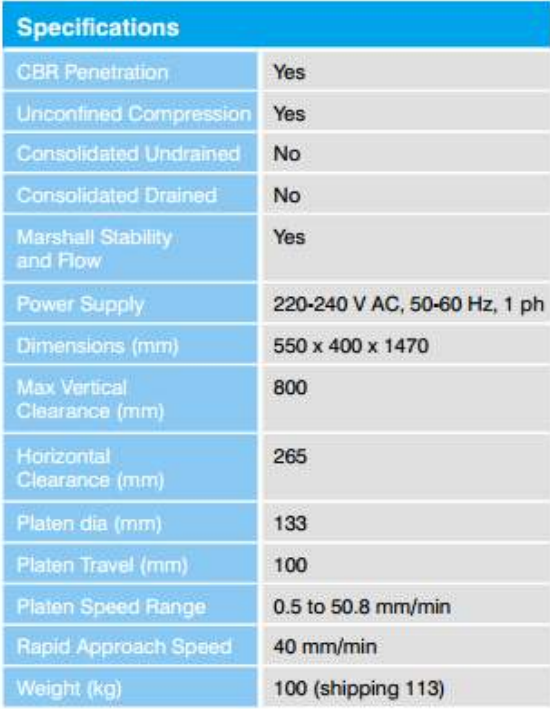 Specifications
CBR Penetration Yes
Unconfined Compression Yes
Consolidated Undrained No
Consolidated Drained No
Marshall Stability Yes
and Flow
Power Supply 220-240 V AC, 50-60 Hz, 1 ph
Dimensions (mm) 550 x 400 x 1470
Max Vertical 800
Clearance (mm)
Horizontal 265
Clearance (mm)
Platen dia (mm) 133
Platen Travel (mm) 100
Platen Speed Range 0.5 to 50.8 mm/min
Rapid Approach Speed 40 mm/min
Weight (kg) 100 (shipping 113)